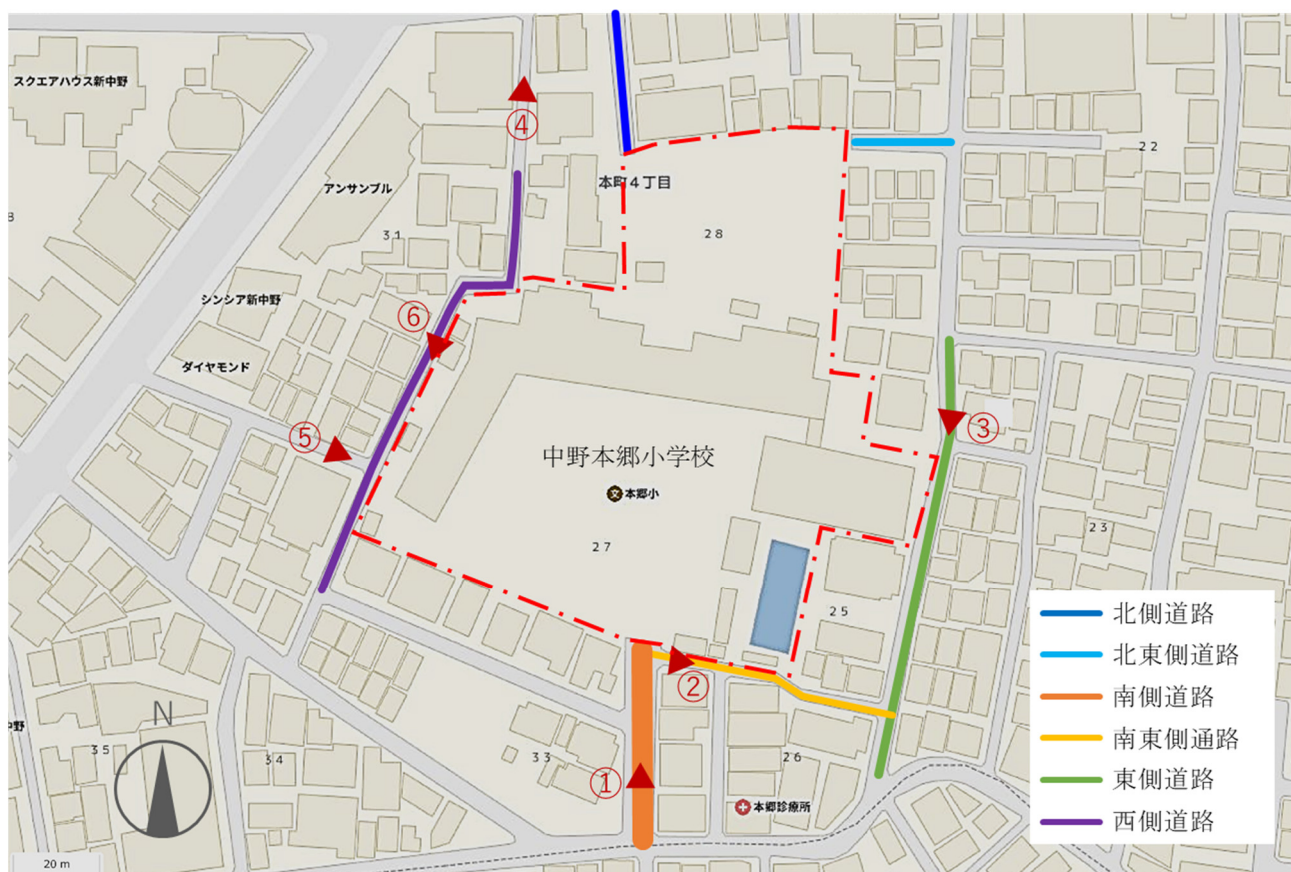 スクエアハウス新中野
④
本町4丁目
22
アンサンブル
31
28
シンシア新中野
⑥
ダイヤモンド
⑤
③
中野本郷小学校
本郷小
文
27
23
25
②
中野
35
34
33
①
26
本郷診療所
N
20 m
北側道路
北東側道路
南側道路
南東側通路
東側道路
西側道路